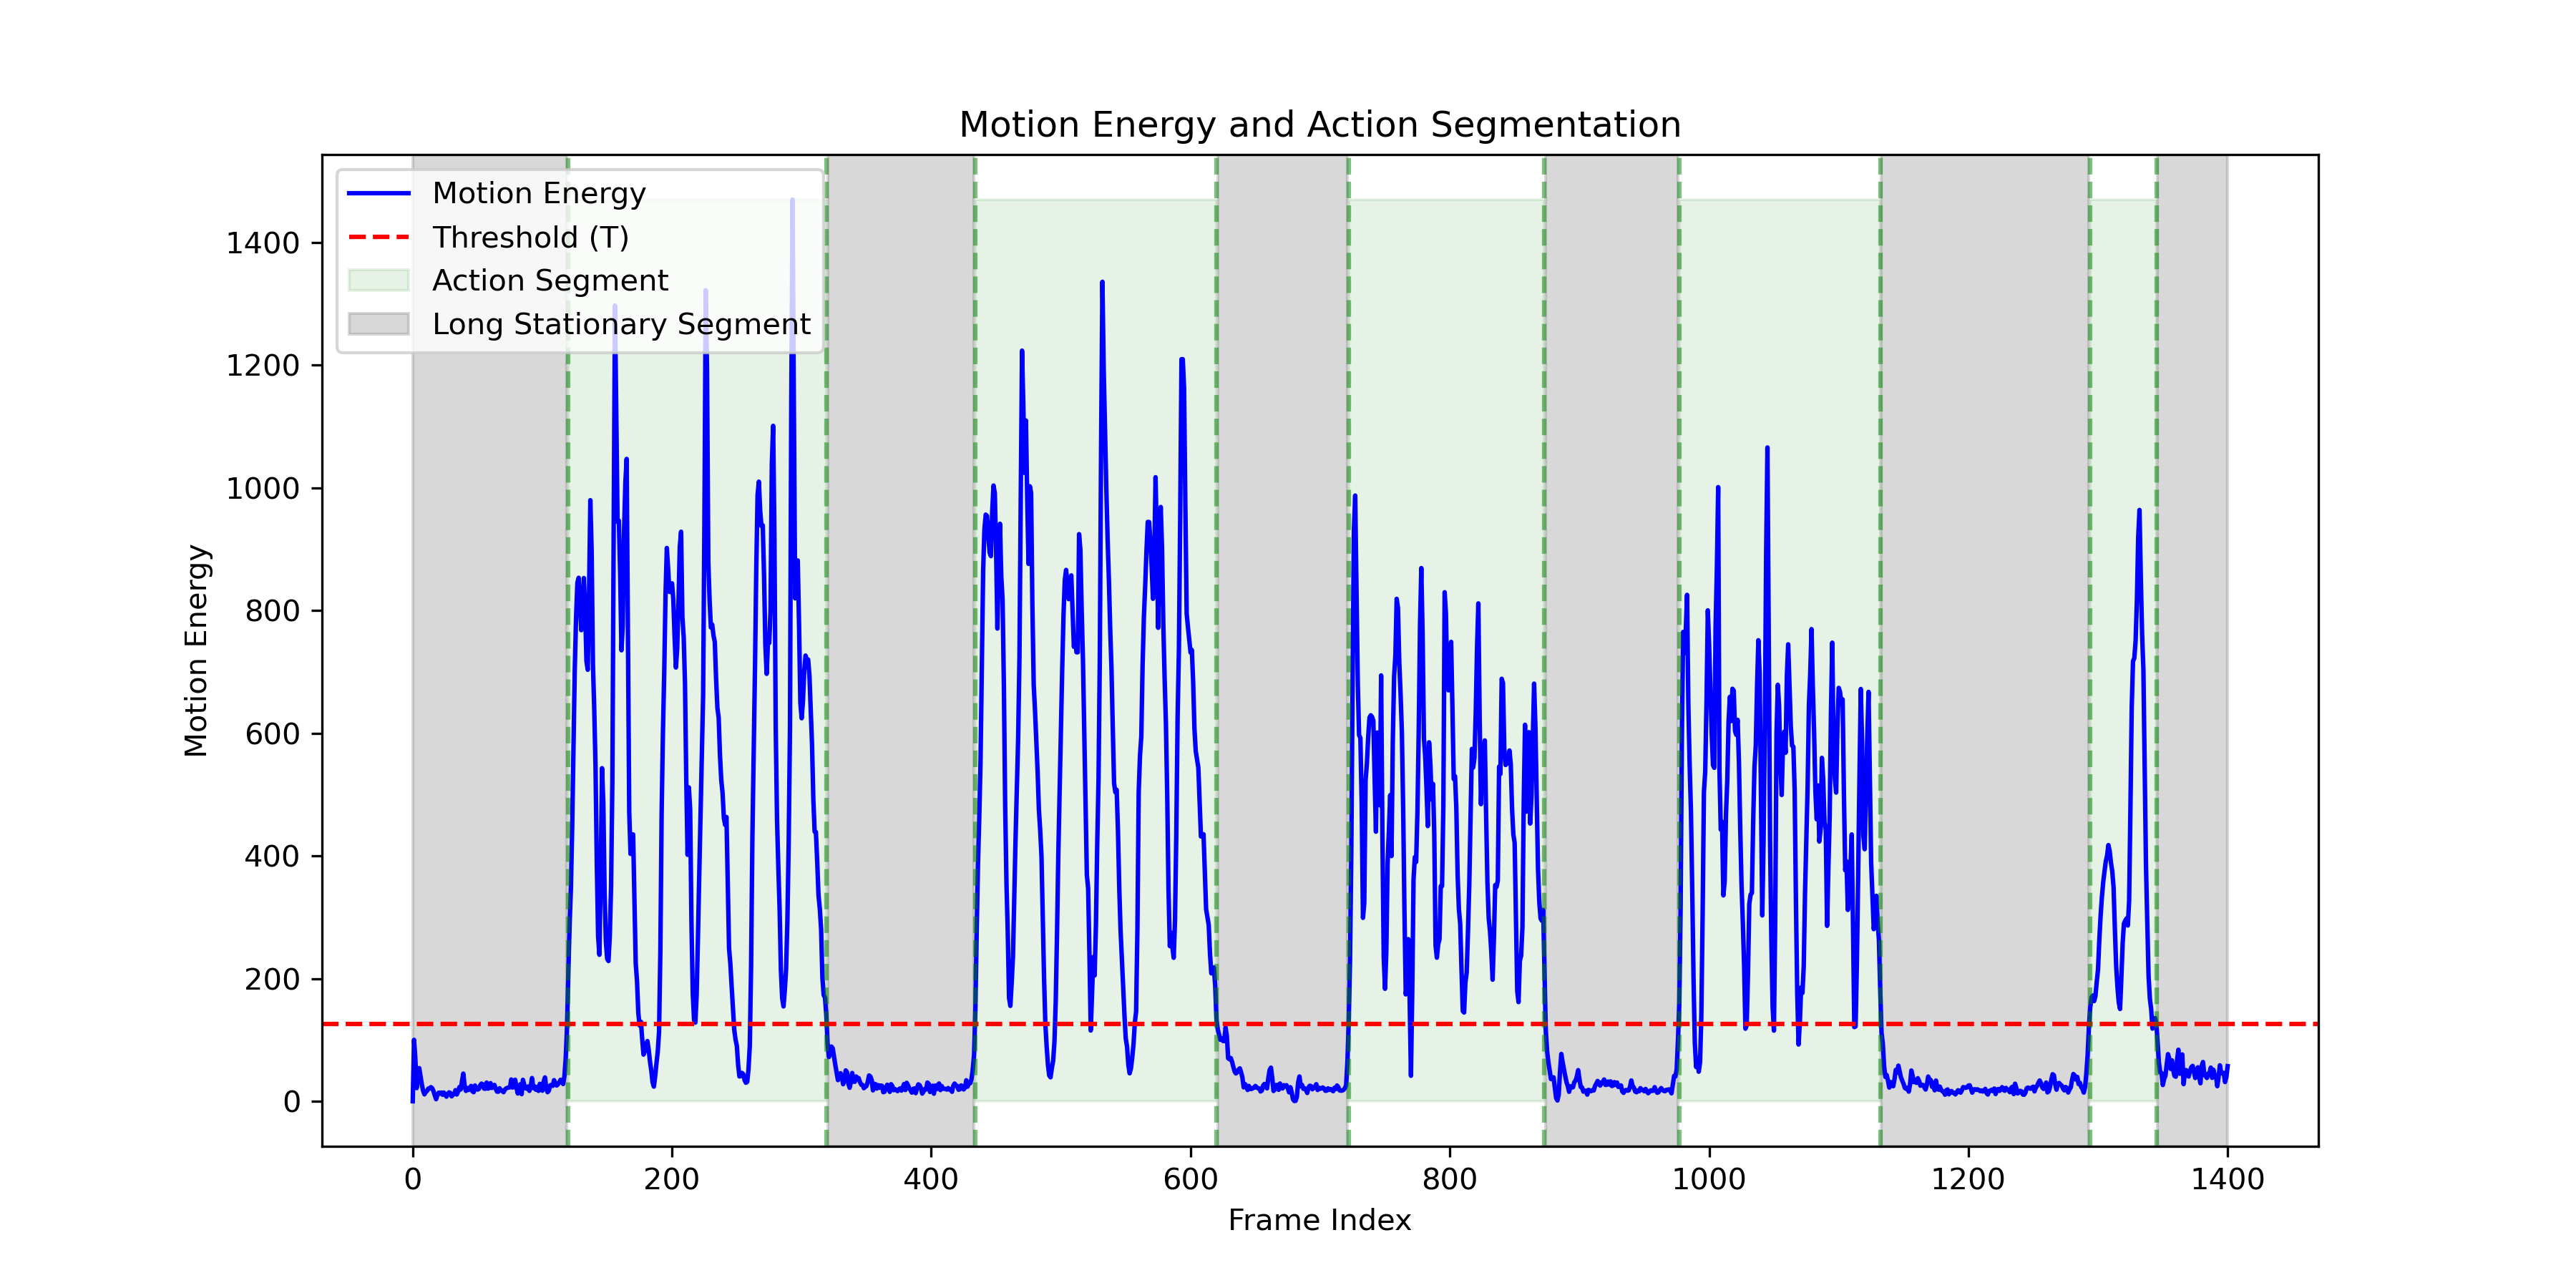 Motion Energy and Action Segmentation
Motion Energy
Threshold (T)
Action Segment
Long Stationary Segment
Motion Energy
1400
1200
1000
800
600
400
200
0
0 200 400 600 800 1000 1200 1400
Frame Index